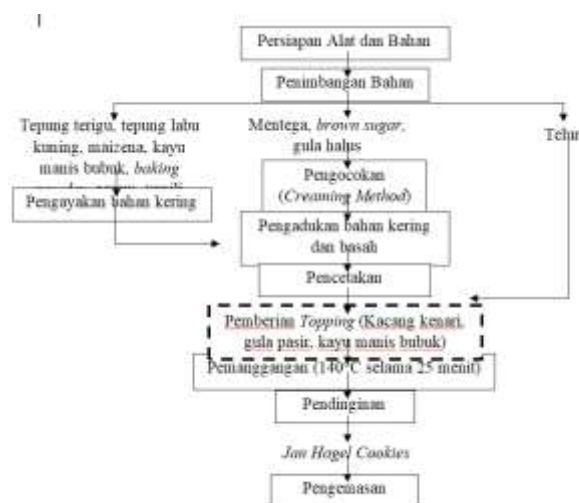 Persiapan Alat dan Bahan
Penimbangan Bahan
Tepung terigu, tepung labu
kuning, maizena, kayu
manis bubuk, baking
Pengayakan bahan kering
Mentega, brown sugar,
gula halus
Telur
Pengocokan
(Creaming Method)
Pengadukan bahan kering
dan basah
Pencetakan
Pemberian Topping (Kacang kenari,
gula pasir, kayu manis bubuk)
Pemanggangan (140°C selama 25 menit)
Pendinginan
Jan Hagel Cookies
Pengemasan